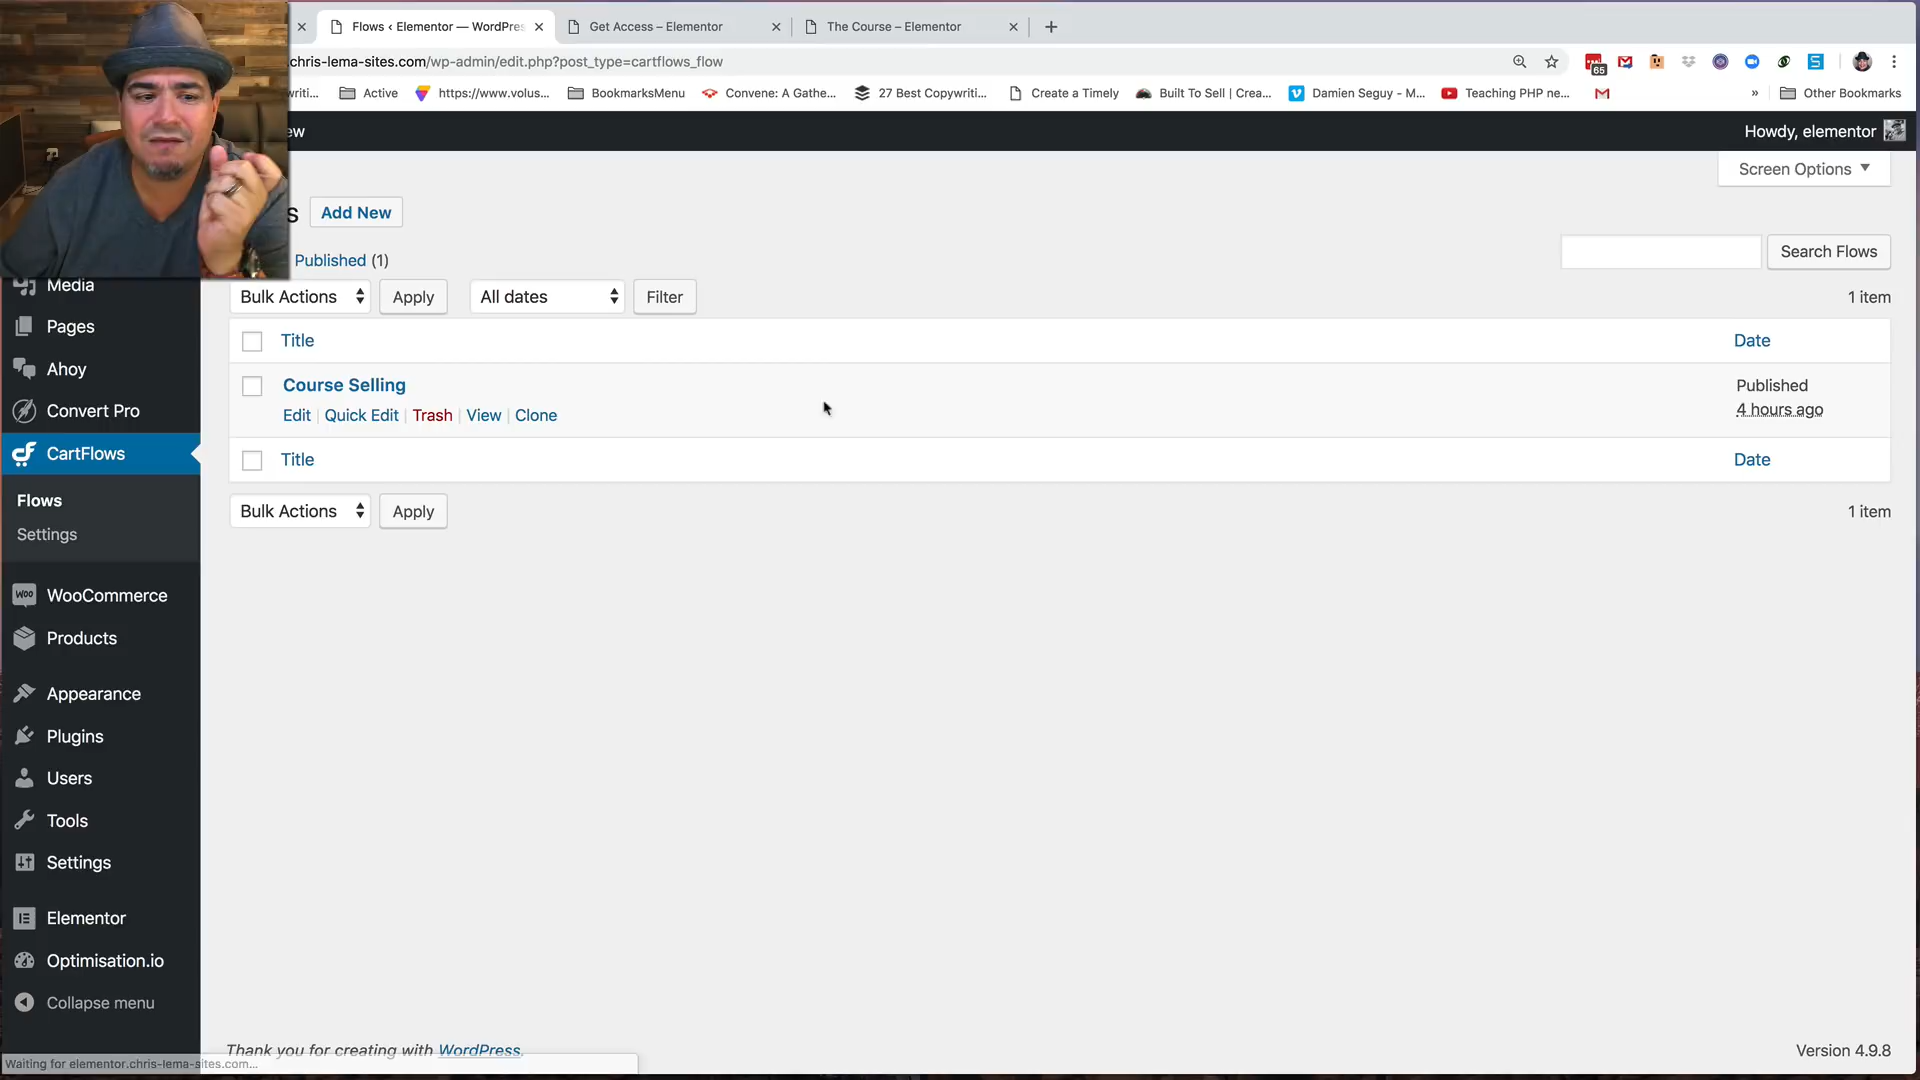 Flows ‹ Elementor — WordPres
Get Access – Elementor
The Course – Elementor
chris-lema-sites.com/wp-admin/edit.php?post_type=cartflows_flow
65
writi...
Active
https://www.volus...
BookmarksMenu
Convene: A Gathe...
27 Best Copywriti...
Create a Timely
Built To Sell | Crea...
Damien Seguy - M...
Teaching PHP ne...
»
Other Bookmarks
ew
Howdy, elementor
Screen Options
s
Add New
Published (1)
Search Flows
Bulk Actions
Apply
All dates
Filter
1 item
Title
Date
Course Selling
Edit | Quick Edit | Trash | View | Clone
Published
4 hours ago
Title
Date
Bulk Actions
Apply
1 item
Media
Pages
Ahoy
Convert Pro
CartFlows
Flows
Settings
WooCommerce
Products
Appearance
Plugins
Users
Tools
Settings
Elementor
Optimisation.io
Collapse menu
Thank you for creating with WordPress.
Version 4.9.8
Waiting for elementor.chris-lema-sites.com...